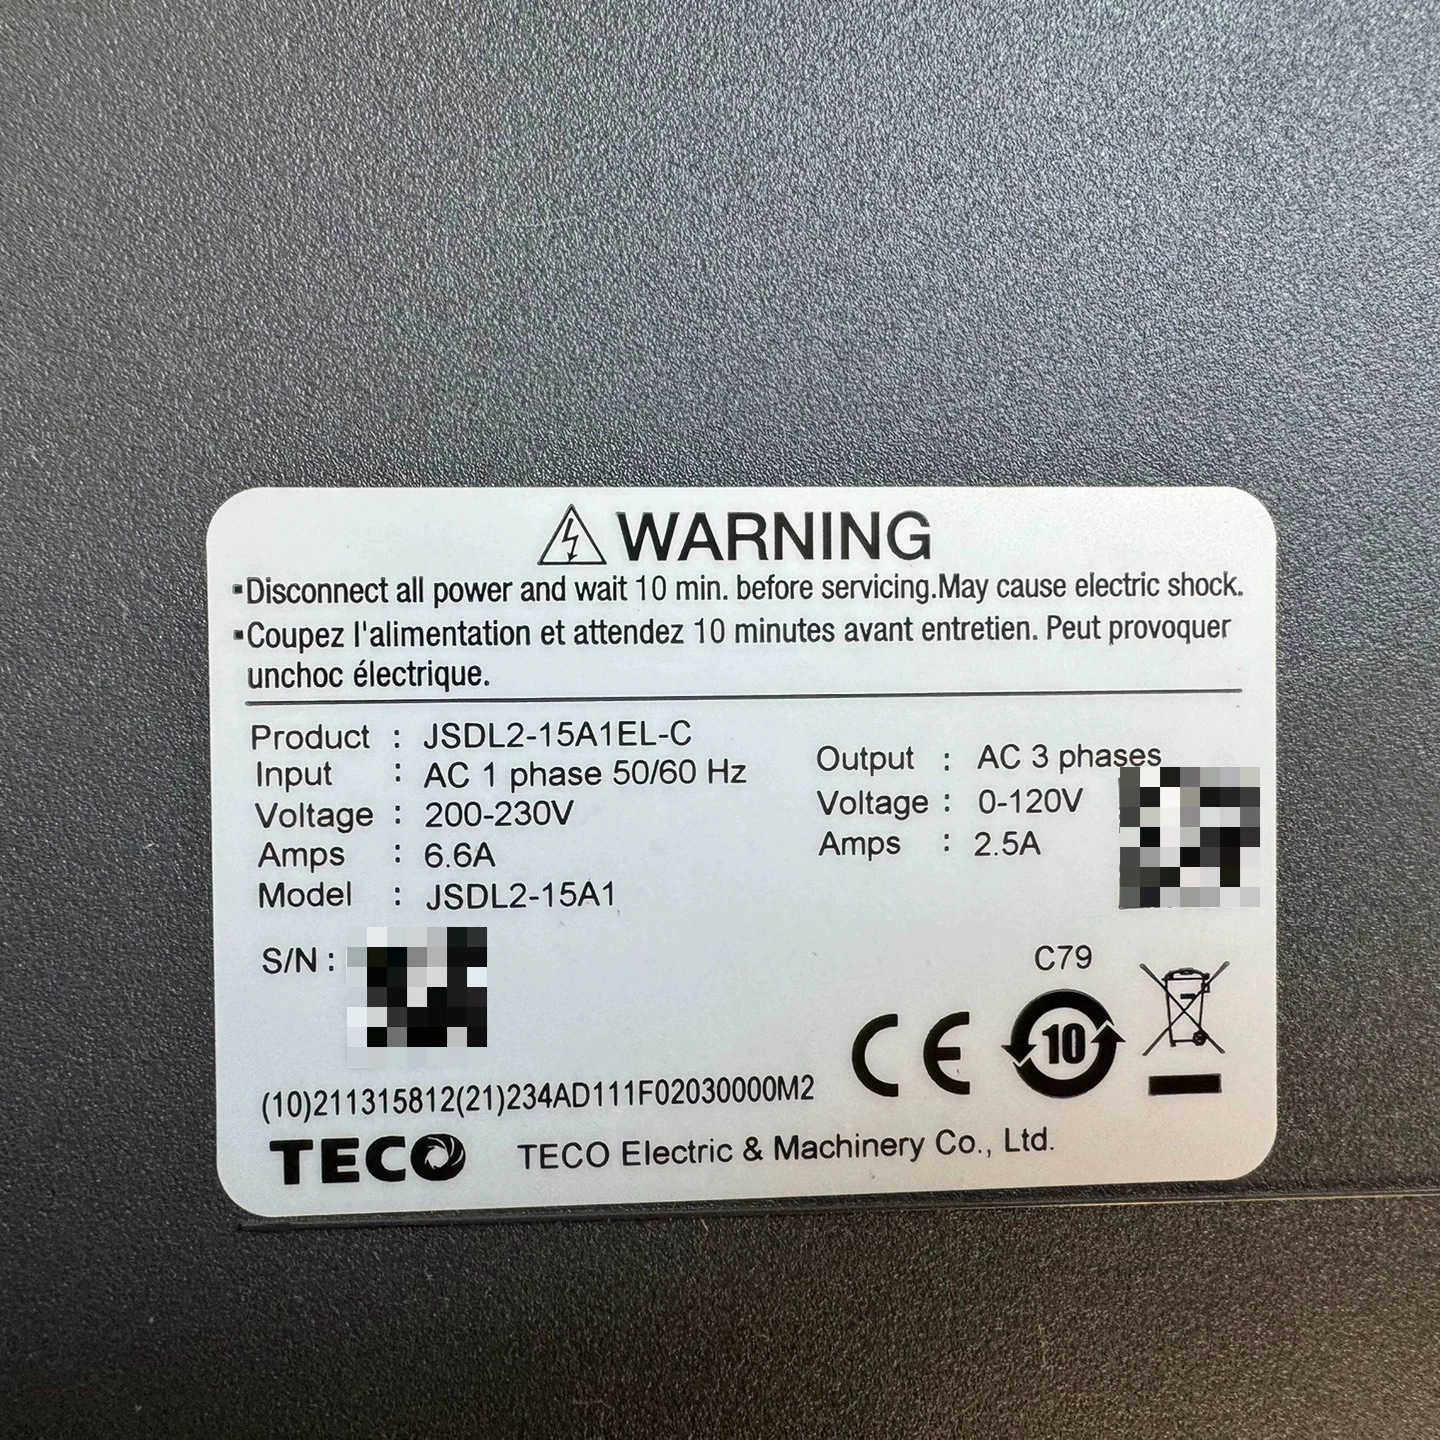 WARNING
▪Disconnect all power and wait 10 min. before servicing.May cause electric shock.
▪Coupez l'alimentation et attendez 10 minutes avant entretien. Peut provoquer
unchoc électrique.
Product : JSDL2-15A1EL-C
Input : AC 1 phase 50/60 Hz
Voltage : 200-230V
Amps : 6.6A
Model : JSDL2-15A1
Output : AC 3 phases
Voltage : 0-120V
Amps : 2.5A
S/N :
C79
CE
10
(10)211315812(21)234AD111F02030000M2
TECO
TECO Electric & Machinery Co., Ltd.